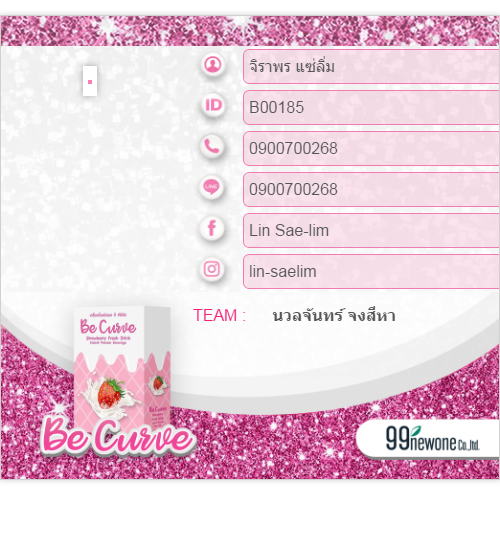 จิราพร แซ่ลิ่ม
ID
B00185
0900700268
LINE
0900700268
Lin Sae-lim
lin-saelim
TEAM : นวลจันทร์ จงสีหา
Be Curve
Strawberry Fresh Drink
Be Curve
99newone Co.,ltd.